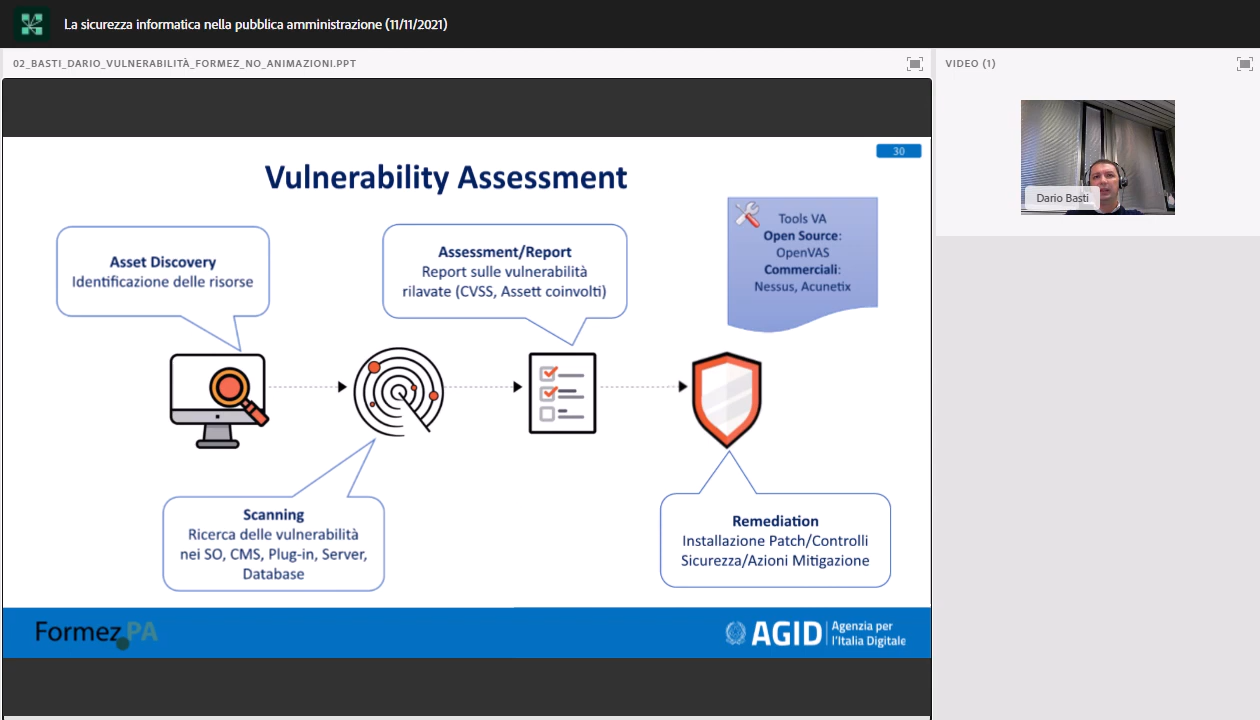 La sicurezza informatica nella pubblica amministrazione (11/11/2021)
02_BASTI_DARIO_VULNERABILITÀ_FORMEZ_NO_ANIMAZIONI.PPT
VIDEO (1)
30
Vulnerability Assessment
Asset Discovery
Identificazione delle risorse
Assessment/Report
Report sulle vulnerabilità
rilavate (CVSS, Assett coinvolti)
Tools VA
Open Source:
OpenVAS
Commerciali:
Nessus, Acunetix
Dario Basti
Scanning
Ricerca delle vulnerabilità
nei SO, CMS, Plug-in, Server,
Database
Remediation
Installazione Patch/Controlli
Sicurezza/Azioni Mitigazione
Formez PA
AGID
Agenzia per
l'Italia Digitale